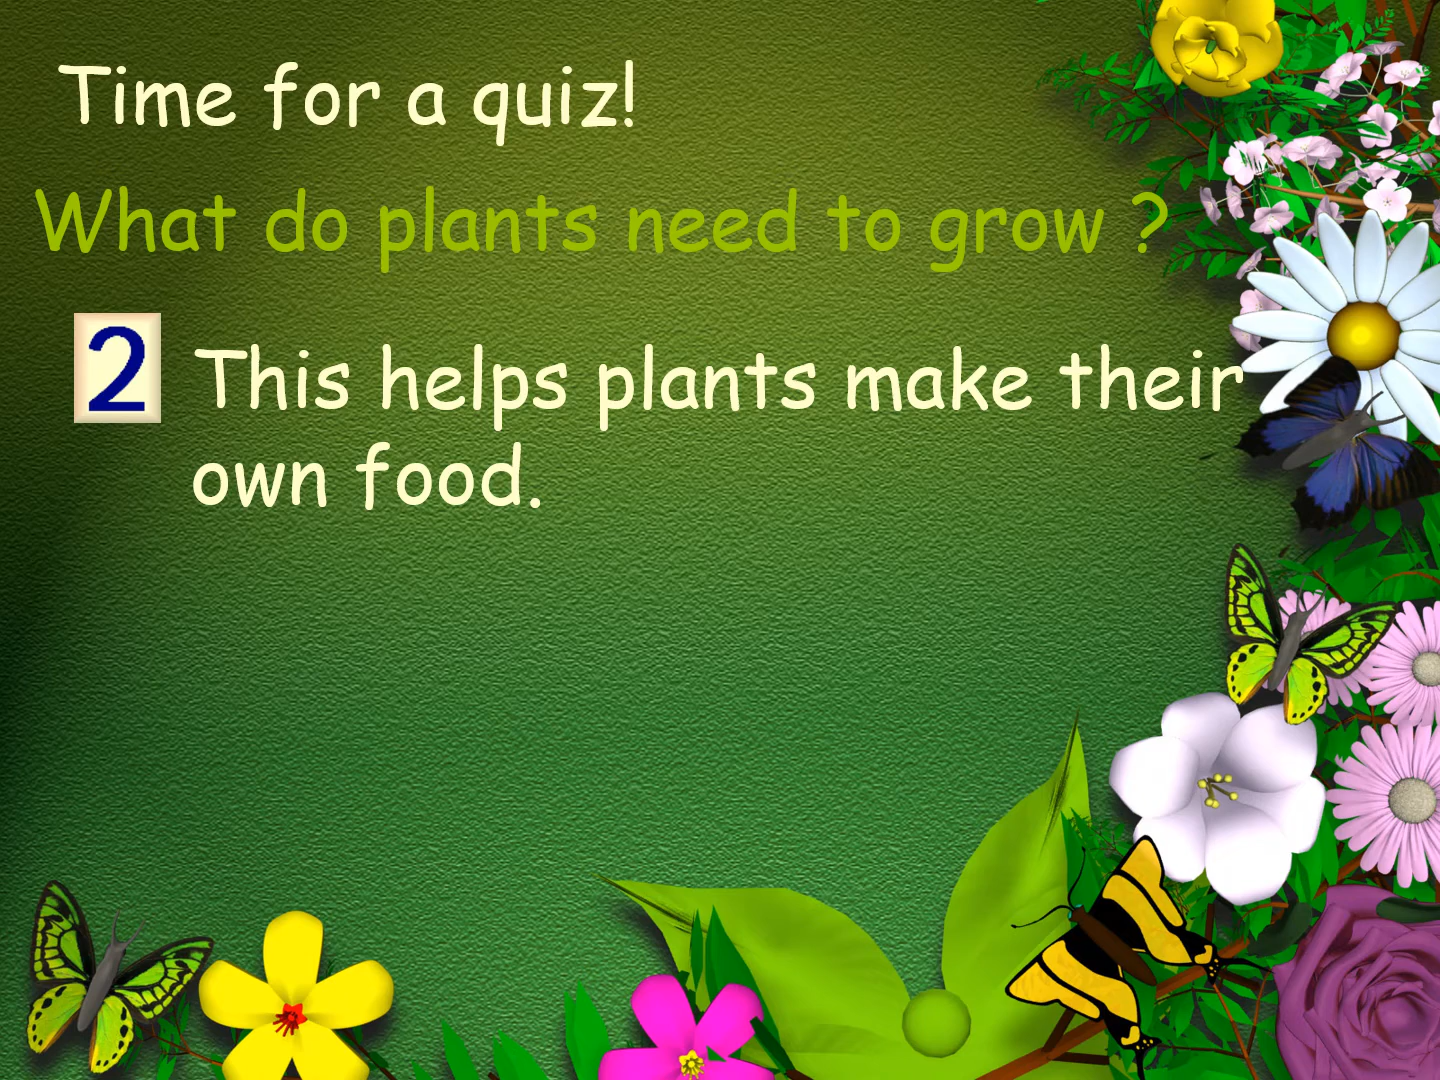 Time for a quiz!
What do plants need to grow ?
2 This helps plants make their
own food.